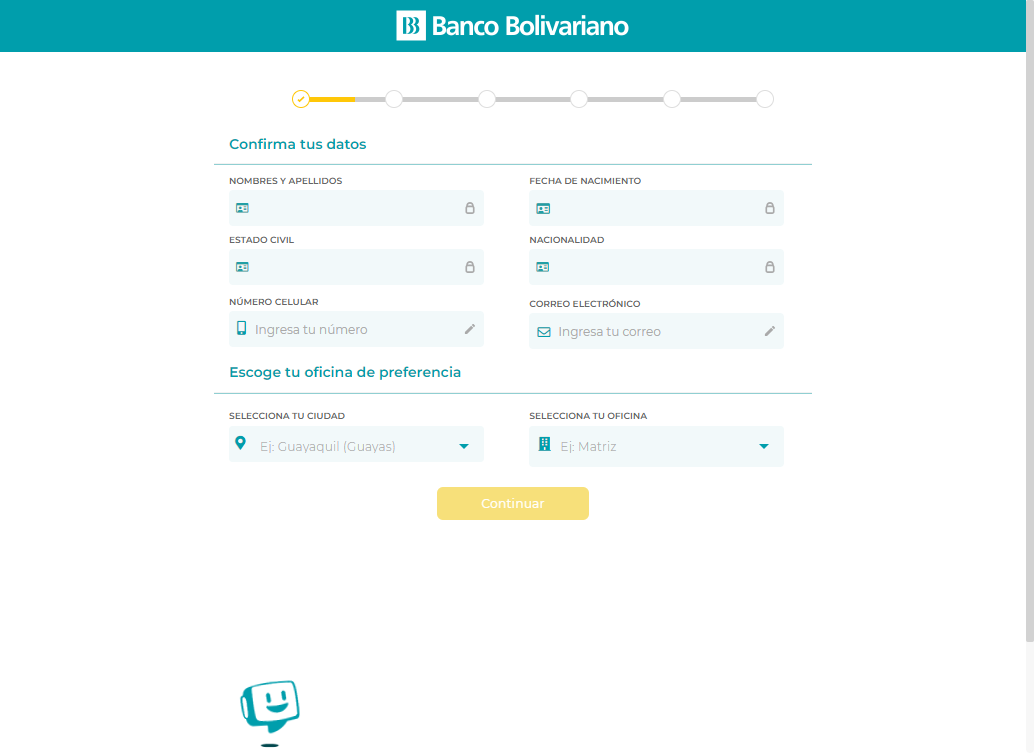 Banco Bolivariano
Confirma tus datos
NOMBRES Y APELLIDOS
FECHA DE NACIMIENTO
ESTADO CIVIL
NACIONALIDAD
NÚMERO CELULAR
CORREO ELECTRÓNICO
Ingresa tu número
Ingresa tu correo
Escoge tu oficina de preferencia
SELECCIONA TU CIUDAD
SELECCIONA TU OFICINA
Ej: Guayaquil (Guayas)
Ej: Matriz
Continuar